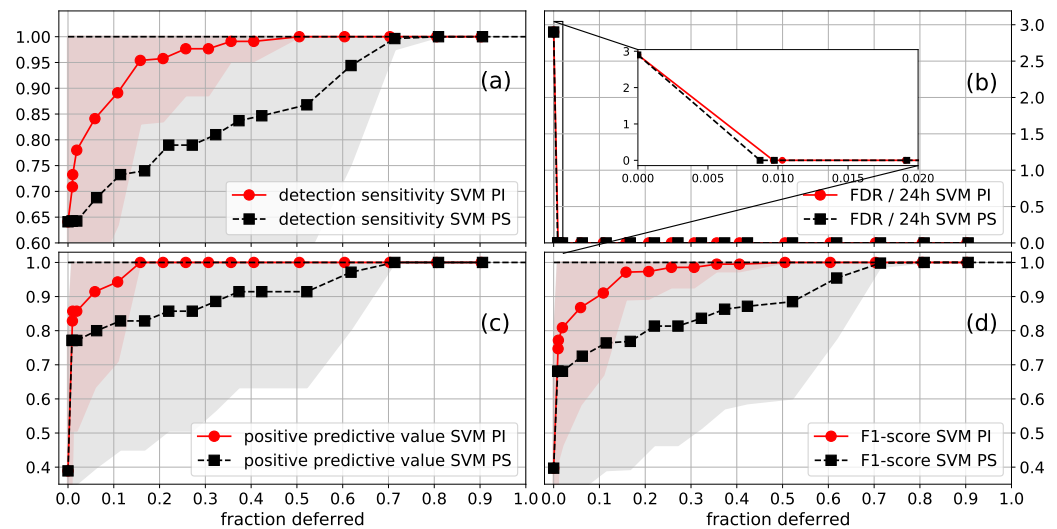 1.00
0.95
0.90
0.85
0.80
0.75
0.70
0.65
0.60
(a)
detection sensitivity SVM PI
detection sensitivity SVM PS
3.0
2.5
2.0
1.5
1.0
0.5
0.0
(b)
3
2
1
0
0.000 0.005 0.010 0.015 0.020
FDR / 24h SVM PI
FDR / 24h SVM PS
1.0
0.9
0.8
0.7
0.6
0.5
0.4
(c)
positive predictive value SVM PI
positive predictive value SVM PS
0.0 0.1 0.2 0.3 0.4 0.5 0.6 0.7 0.8 0.9 1.0
fraction deferred
1.0
0.9
0.8
0.7
0.6
0.5
0.4
(d)
F1-score SVM PI
F1-score SVM PS
0.0 0.1 0.2 0.3 0.4 0.5 0.6 0.7 0.8 0.9 1.0
fraction deferred